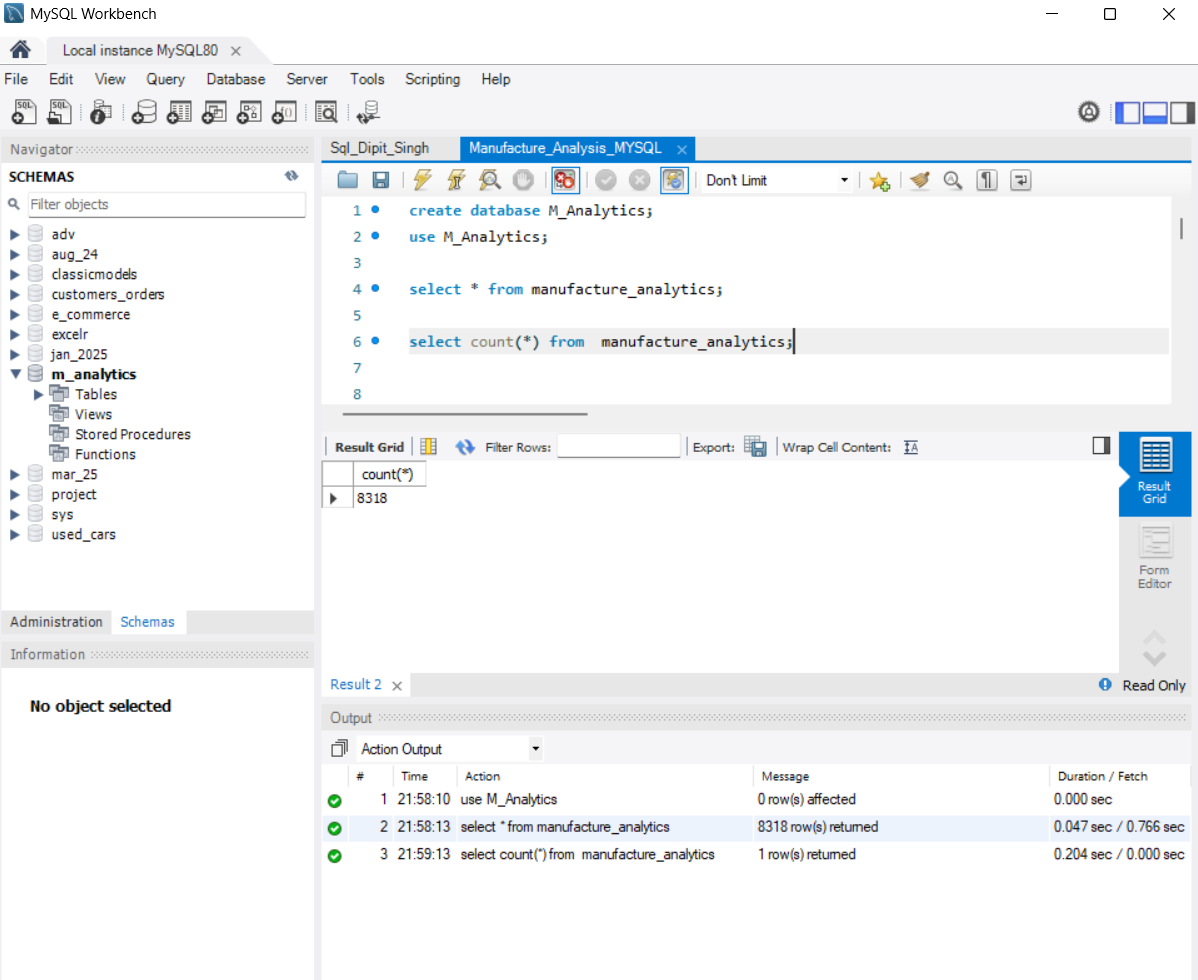 MySQL Workbench
Local instance MySQL80
File Edit View Query Database Server Tools Scripting Help
Navigator
SCHEMAS
Filter objects
adv
aug_24
classicmodels
customers_orders
e_commerce
excelr
jan_2025
m_analytics
Tables
Views
Stored Procedures
Functions
mar_25
project
sys
used_cars
Administration Schemas
Information
No object selected
Sql_Dipit_Singh Manufacture_Analysis_MYSQL
Don't Limit
1 create database M_Analytics;
2 use M_Analytics;
3
4 select * from manufacture_analytics;
5
6 select count(*) from  manufacture_analytics;
7
8
Result Grid Filter Rows: Export: Wrap Cell Content: IA
count(*)
8318
Result
Grid
Form
Editor
Result 2 Read Only
Output
Action Output
# Time Action Message Duration / Fetch
1 21:58:10 use M_Analytics 0 row(s) affected 0.000 sec
2 21:58:13 select * from manufacture_analytics 8318 row(s) returned 0.047 sec / 0.766 sec
3 21:59:13 select count(*) from  manufacture_analytics 1 row(s) returned 0.204 sec / 0.000 sec